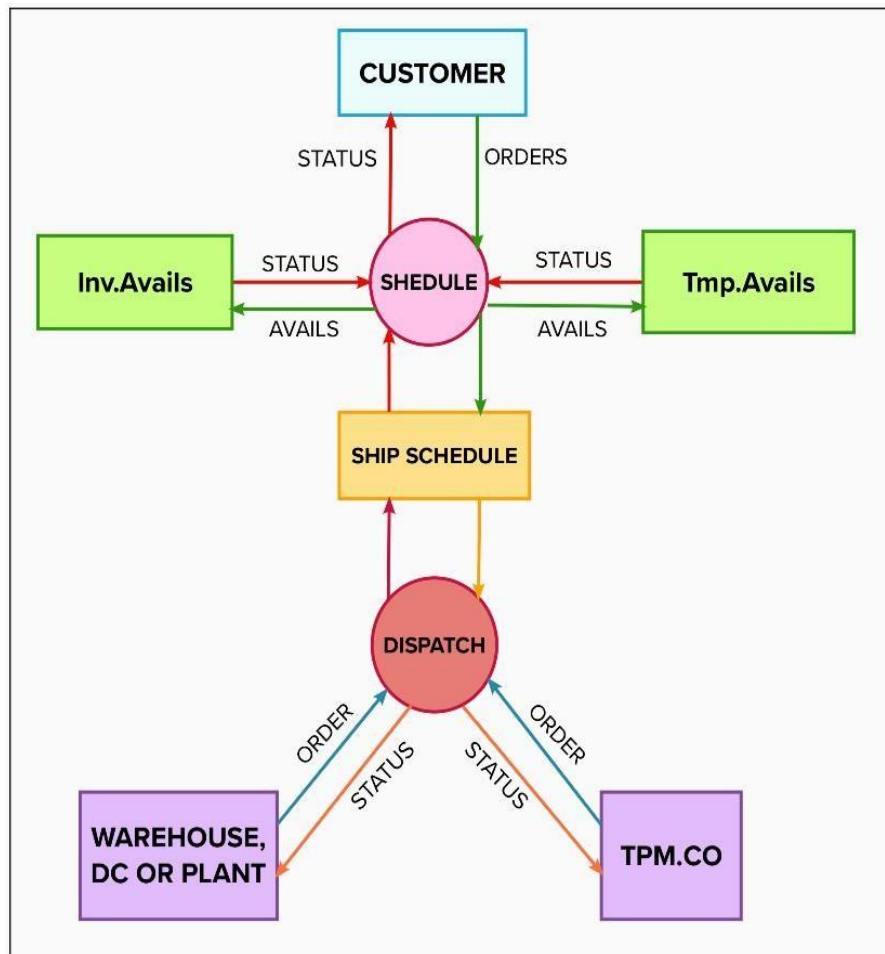 CUSTOMER
STATUS
ORDERS
Inv.Avails
STATUS
SHEDULE
STATUS
Tmp.Avails
AVAILS
AVAILS
SHIP SCHEDULE
DISPATCH
ORDER
STATUS
STATUS
ORDER
WAREHOUSE,
DC OR PLANT
TPM.CO